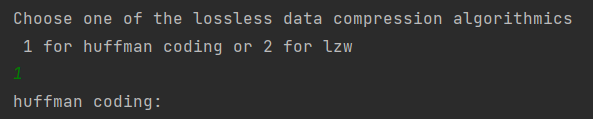 Choose one of the lossless data compression algorithmics
1 for huffman coding or 2 for lzw
1
huffman coding: